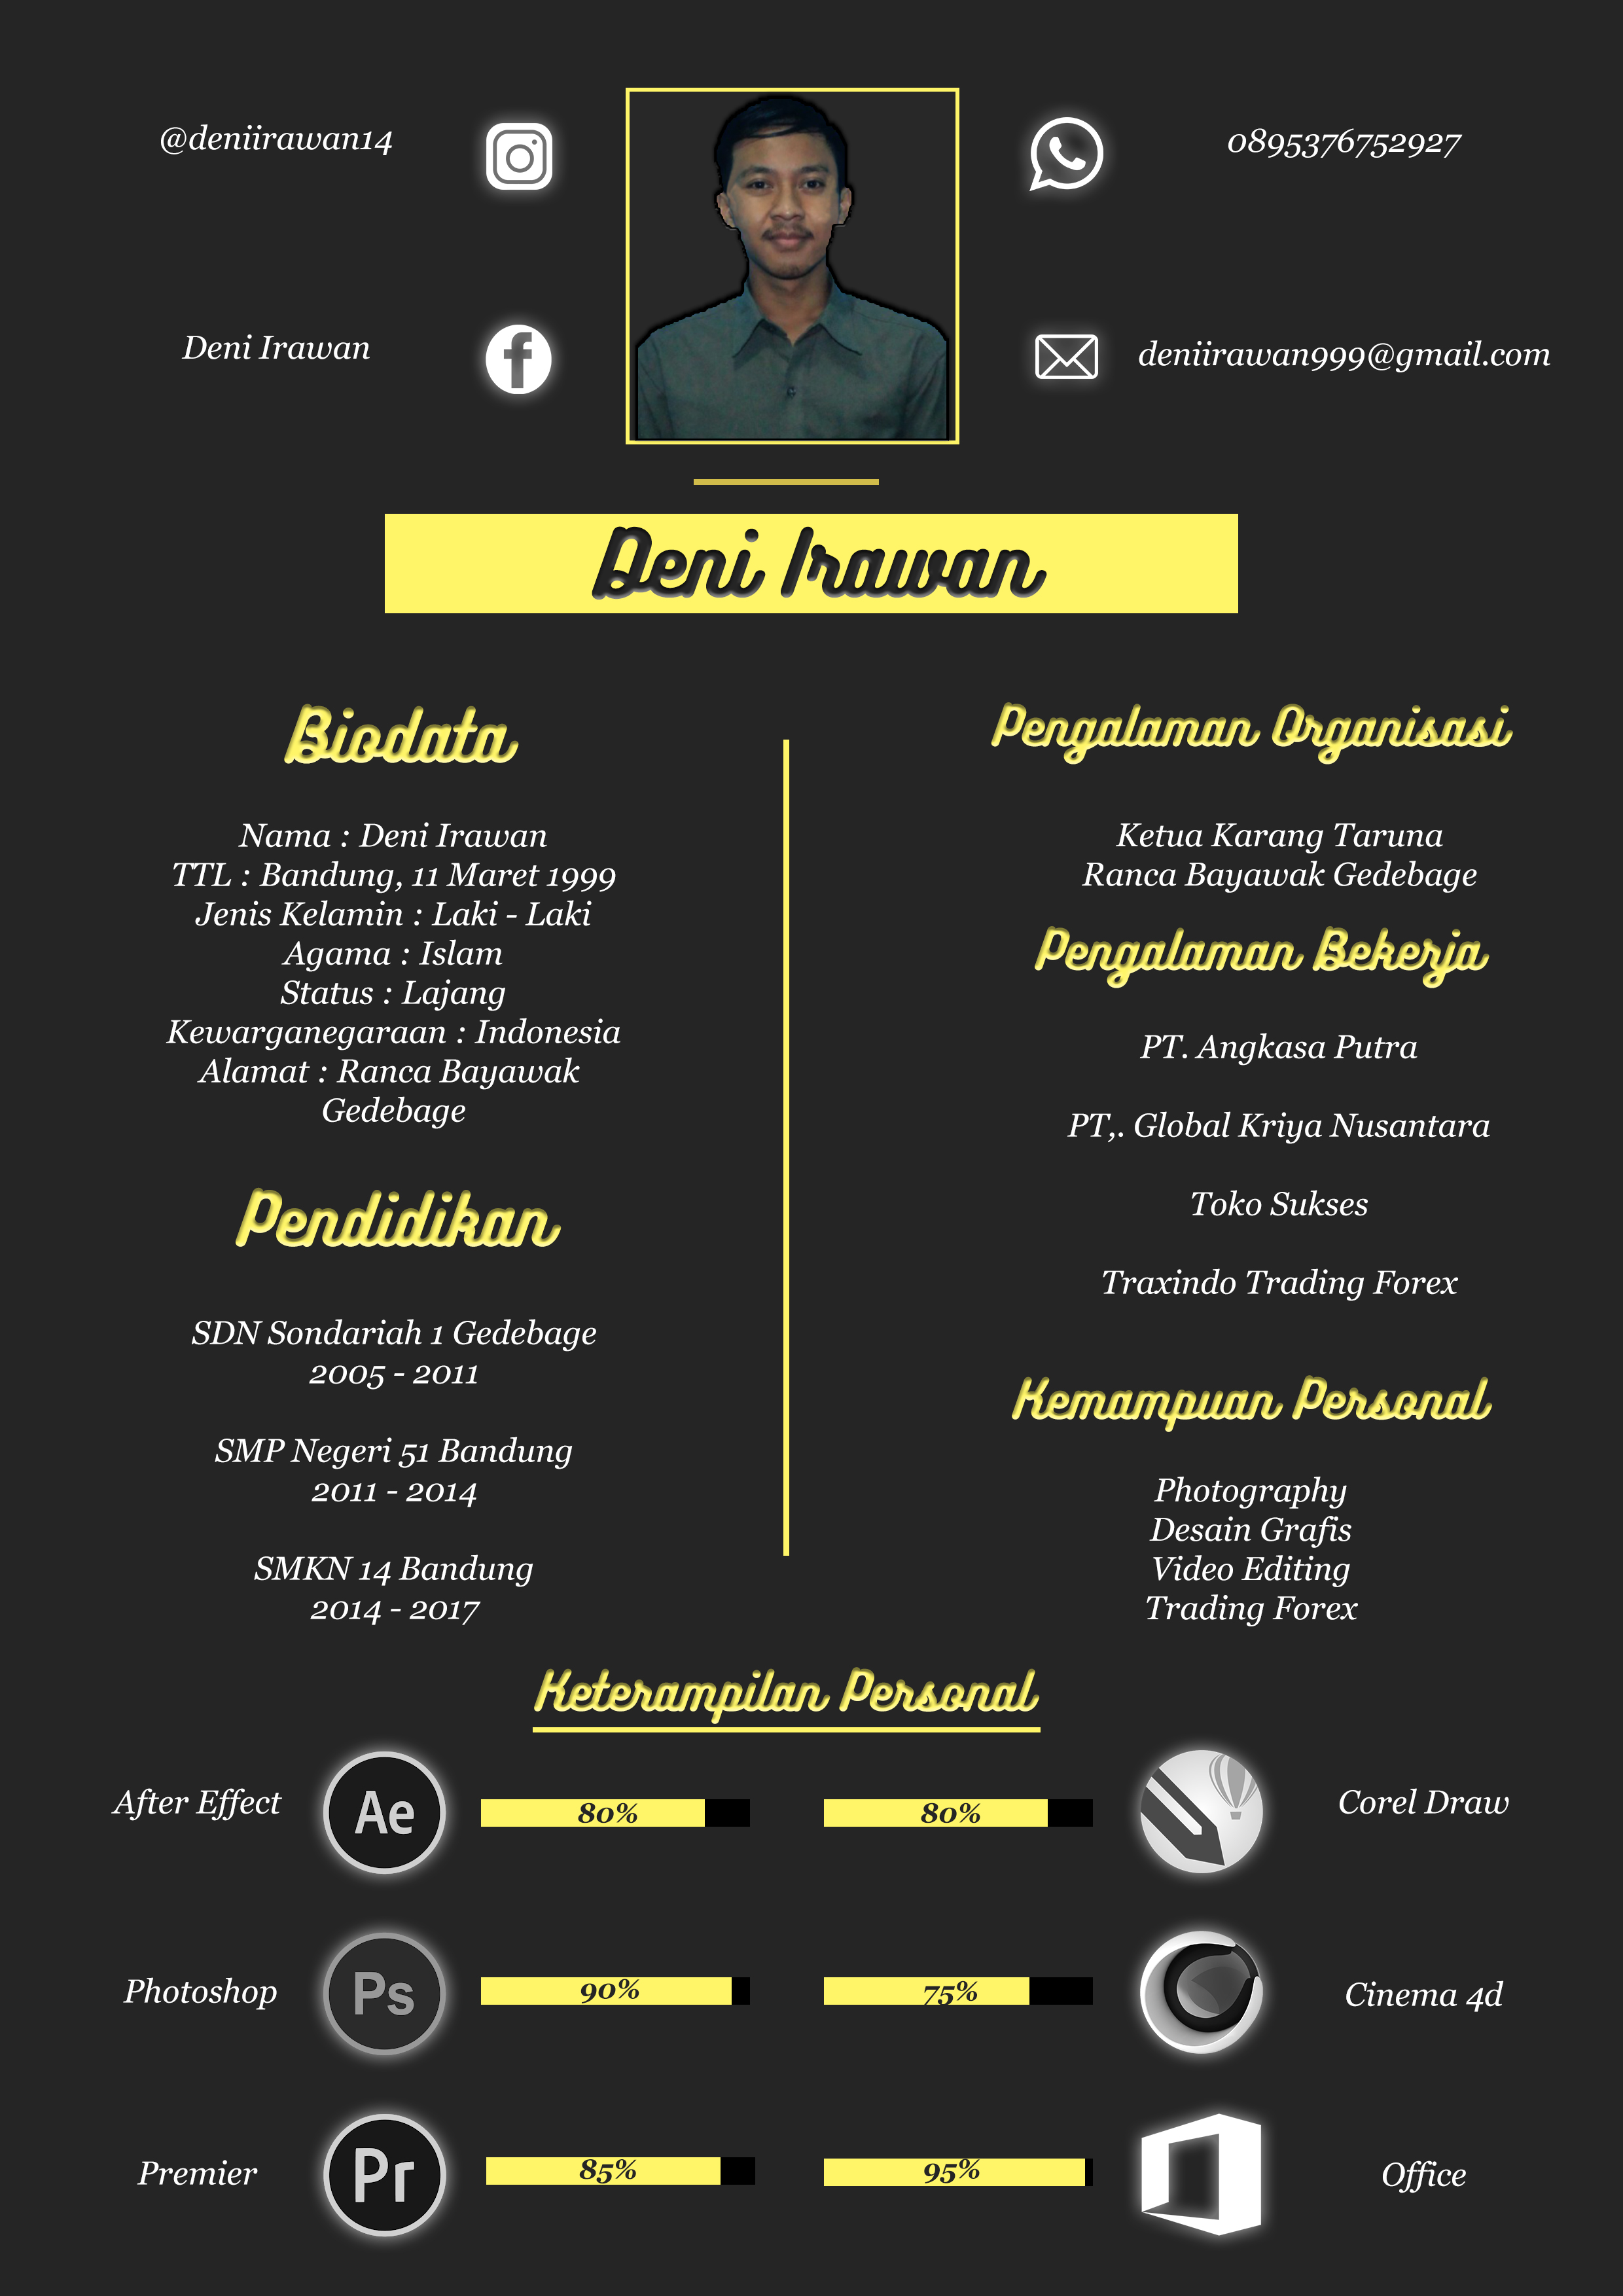 @deniirawan14
0895376752927
Deni Irawan
deniirawan999@gmail.com
Deni Irawan
Biodata
Nama : Deni Irawan
TTL : Bandung, 11 Maret 1999
Jenis Kelamin : Laki - Laki
Agama : Islam
Status : Lajang
Kewarganegaraan : Indonesia
Alamat : Ranca Bayawak
Gedebage
Pendidikan
SDN Sondariah 1 Gedebage
2005 - 2011
SMP Negeri 51 Bandung
2011 - 2014
SMKN 14 Bandung
2014 - 2017
Pengalaman Organisasi
Ketua Karang Taruna
Ranca Bayawak Gedebage
Pengalaman Bekerja
PT. Angkasa Putra
PT,. Global Kriya Nusantara
Toko Sukses
Traxindo Trading Forex
Kemampuan Personal
Photography
Desain Grafis
Video Editing
Trading Forex
Keterampilan Personal
After Effect Ae 80% 80% Corel Draw
Photoshop Ps 90% 75% Cinema 4d
Premier Pr 85% 95% Office